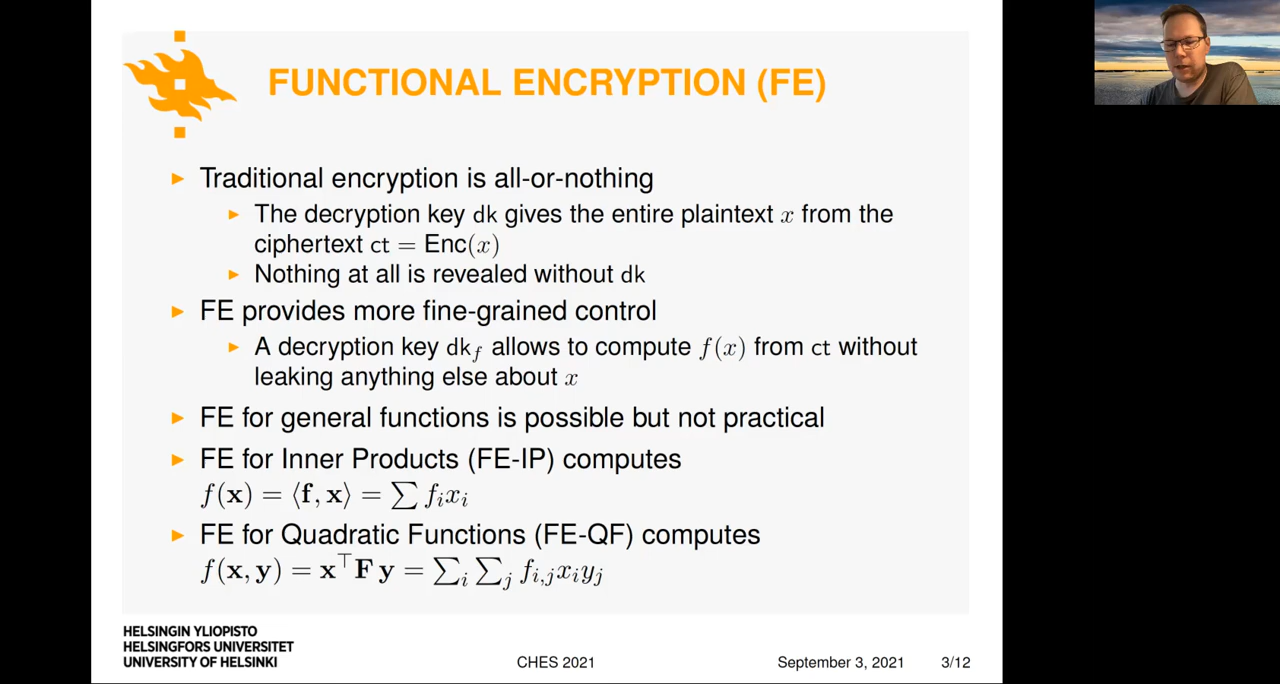 FUNCTIONAL ENCRYPTION (FE)
Traditional encryption is all-or-nothing
The decryption key dk gives the entire plaintext x from the
ciphertext ct = Enc(x)
Nothing at all is revealed without dk
FE provides more fine-grained control
A decryption key dk_f allows to compute f(x) from ct without
leaking anything else about x
FE for general functions is possible but not practical
FE for Inner Products (FE-IP) computes
f(𝐱) = ⟨𝐟, 𝐱⟩ = ∑ f_i x_i
FE for Quadratic Functions (FE-QF) computes
f(𝐱, 𝐲) = 𝐱^⊤ 𝐅 𝐲 = ∑_i ∑_j f_{i,j} x_i y_j
HELSINGIN YLIOPISTO
HELSINGFORS UNIVERSITET
UNIVERSITY OF HELSINKI
CHES 2021
September 3, 2021
3/12